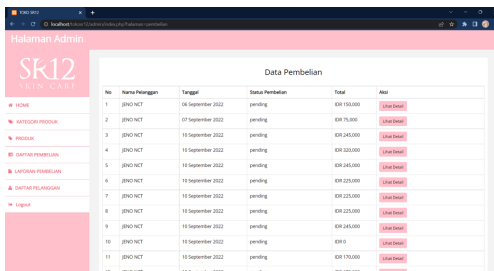 TOKO SR12
localhost/tokosr12/admin/index.php?halaman=pembelian
Halaman Admin
SR12
SKIN CARE
HOME
KATEGORI PRODUK
PRODUK
DAFTAR PEMBELIAN
LAPORAN PEMBELIAN
DAFTAR PELANGGAN
Logout
Data Pembelian
No Nama Pelanggan Tanggal Status Pembelian Total Aksi
1 JENO NCT 06 September 2022 pending IDR 150,000 Lihat Detail
2 JENO NCT 07 September 2022 pending IDR 75,000 Lihat Detail
3 JENO NCT 10 September 2022 pending IDR 245,000 Lihat Detail
4 JENO NCT 10 September 2022 pending IDR 320,000 Lihat Detail
5 JENO NCT 10 September 2022 pending IDR 245,000 Lihat Detail
6 JENO NCT 10 September 2022 pending IDR 225,000 Lihat Detail
7 JENO NCT 10 September 2022 pending IDR 225,000 Lihat Detail
8 JENO NCT 10 September 2022 pending IDR 225,000 Lihat Detail
9 JENO NCT 10 September 2022 pending IDR 245,000 Lihat Detail
10 JENO NCT 10 September 2022 pending IDR 0 Lihat Detail
11 JENO NCT 10 September 2022 pending IDR 170,000 Lihat Detail